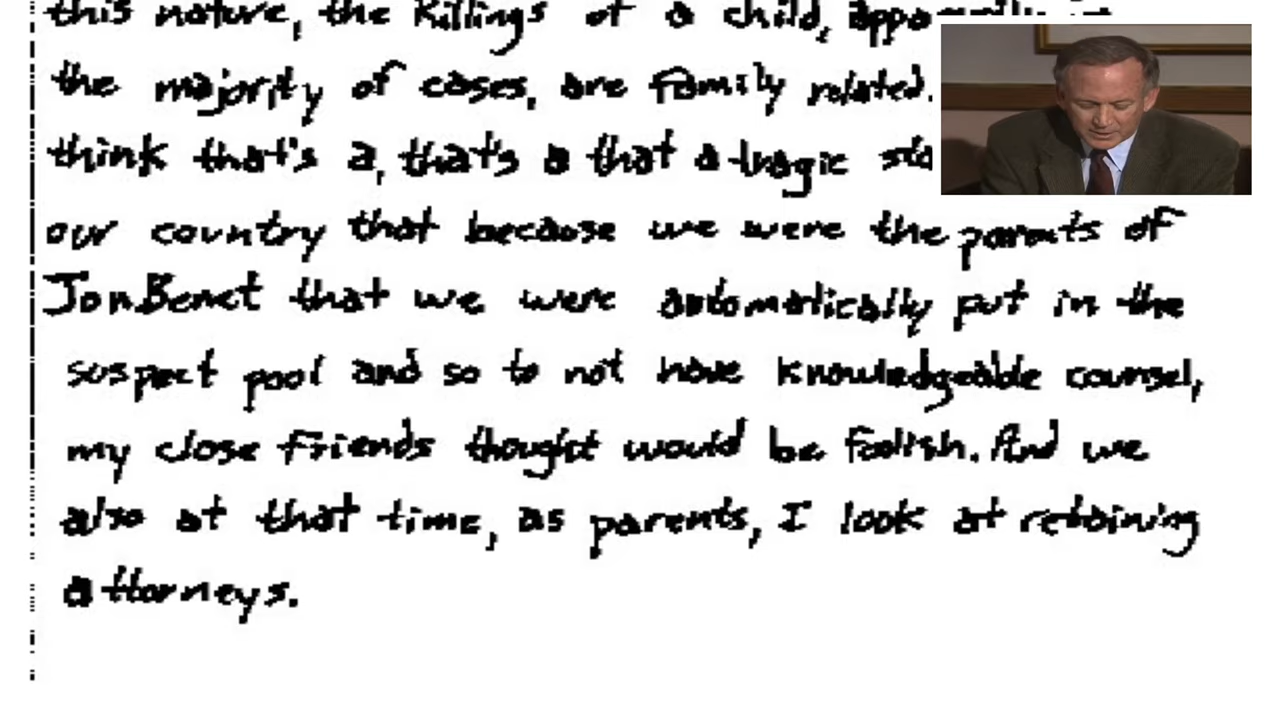 this nature, the killings of a child,
the majority of cases, are family related.
think that's a, that's a that a tragic
our country that because we were the parents of
JonBenet that we were automatically put in the
suspect pool and so to not have knowledgeable counsel,
my close friends thought would be foolish. And we
also at that time, as parents, I look at retaining
attorneys.